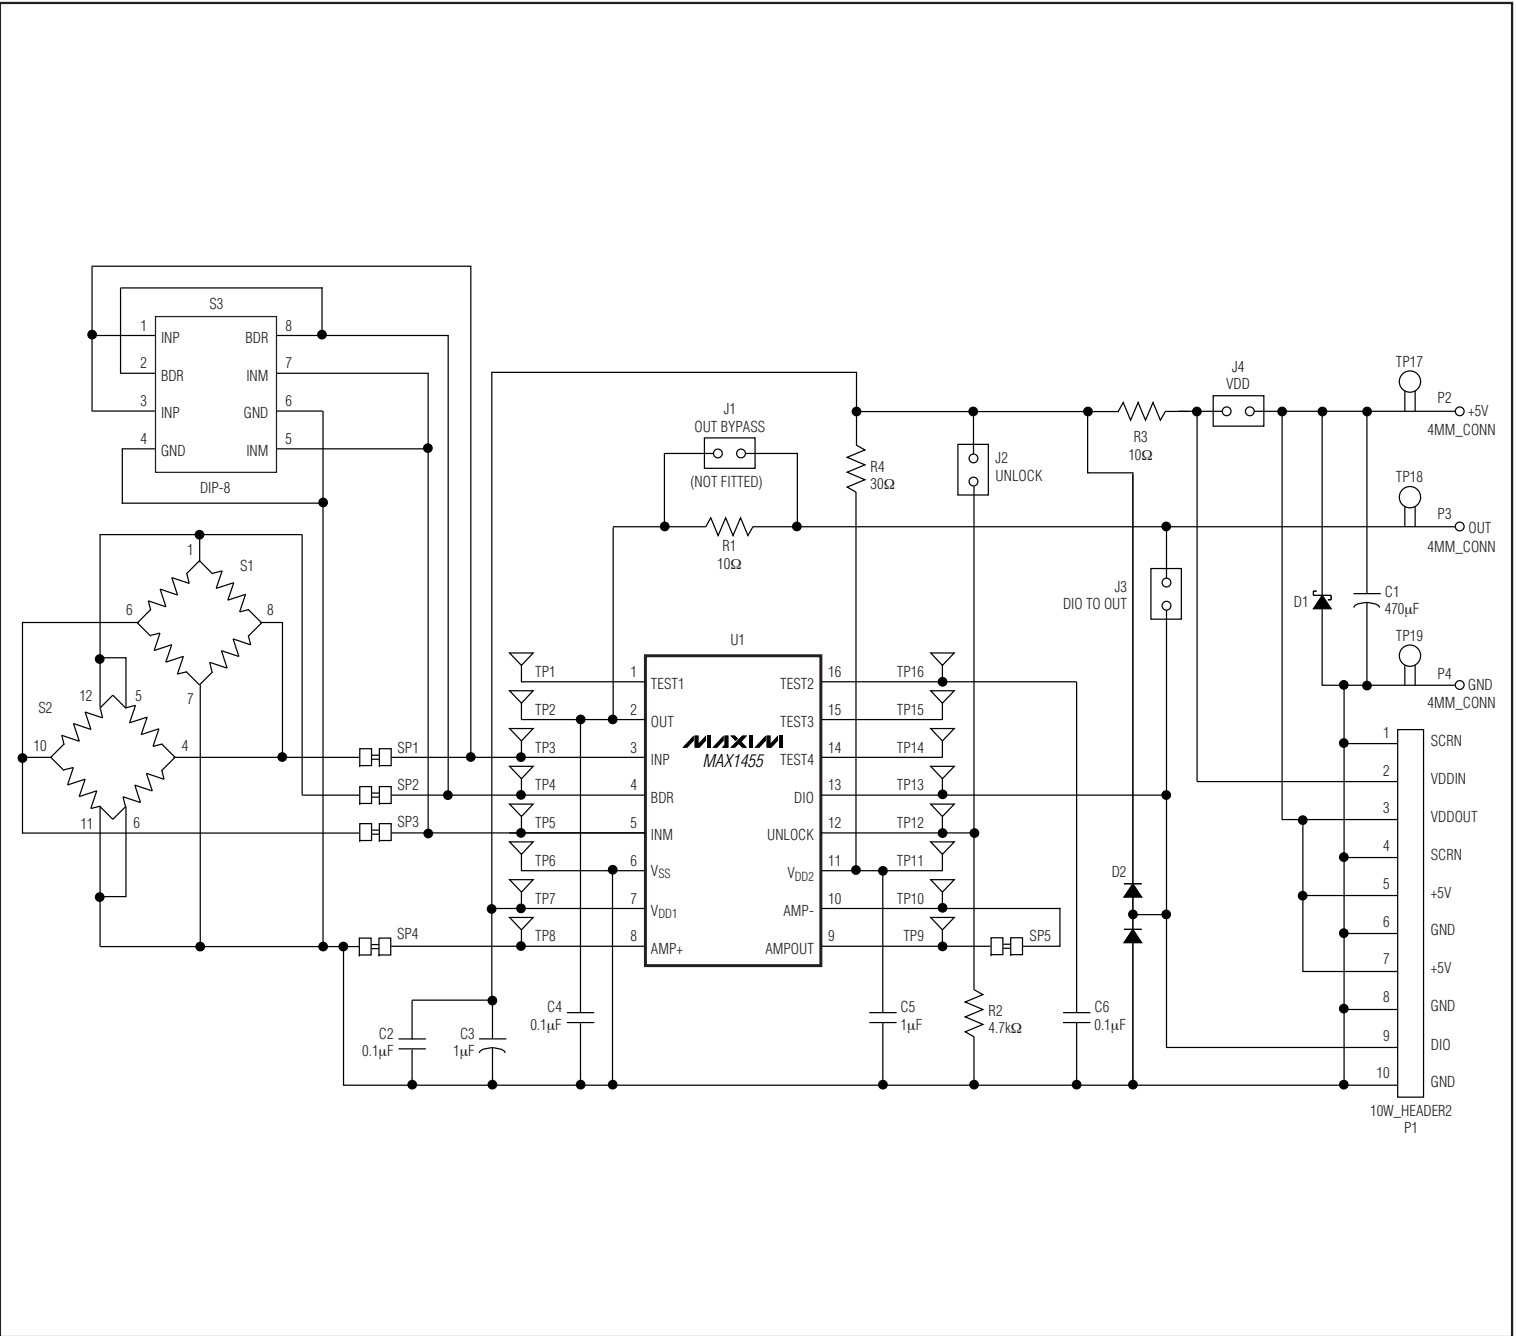 S3
1 INP BDR 8
2 BDR INM 7
3 INP GND 6
4 GND INM 5
DIP-8
1
S1
6 8
7
S2
12 5
10 4
11 6
SP1
SP2
SP3
SP4
J1
OUT BYPASS
(NOT FITTED)
R1
10Ω
R4
30Ω
J2
UNLOCK
R3
10Ω
J4
VDD
TP17
P2
+5V
4MM_CONN
TP18
P3
OUT
4MM_CONN
J3
DIO TO OUT
D1
C1
470µF
TP19
P4
GND
4MM_CONN
U1
MAXIM
MAX1455
TP1 1 TEST1
TP2 2 OUT
TP3 3 INP
TP4 4 BDR
TP5 5 INM
TP6 6 VSS
TP7 7 VDD1
TP8 8 AMP+
TEST2 16 TP16
TEST3 15 TP15
TEST4 14 TP14
DIO 13 TP13
UNLOCK 12 TP12
VDD2 11 TP11
AMP- 10 TP10
AMPOUT 9 TP9
SP5
D2
C2
0.1µF
C3
1µF
C4
0.1µF
C5
1µF
R2
4.7kΩ
C6
0.1µF
1 SCRN
2 VDDIN
3 VDDOUT
4 SCRN
5 +5V
6 GND
7 +5V
8 GND
9 DIO
10 GND
10W_HEADER2
P1